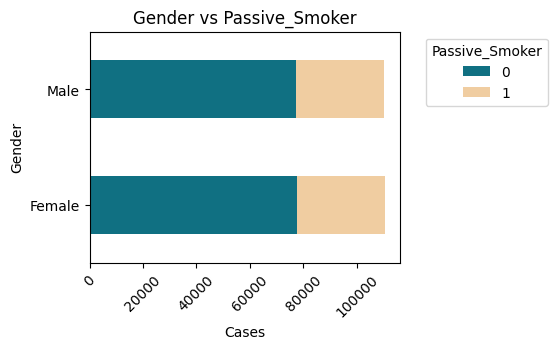 Gender vs Passive_Smoker
Passive_Smoker
0
1
Male
Female
Gender
0
20000
40000
60000
80000
100000
Cases